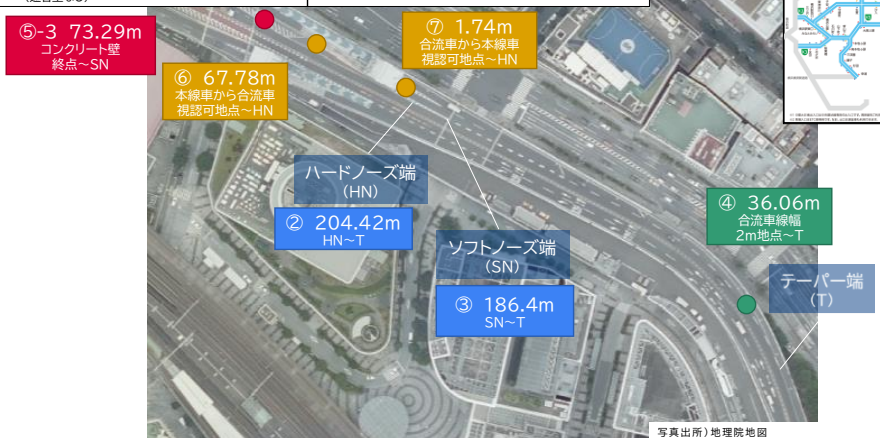 ⑤-3 73.29m
コンクリート壁
終点~SN
⑦ 1.74m
合流車から本線車
視認可地点~HN
⑥ 67.78m
本線車から合流車
視認可地点~HN
ハードノーズ端
(HN)
② 204.42m
HN~T
ソフトノーズ端
(SN)
③ 186.4m
SN~T
④ 36.06m
合流車線幅
2m地点~T
テーパー端
(T)
写真出所)地理院地図